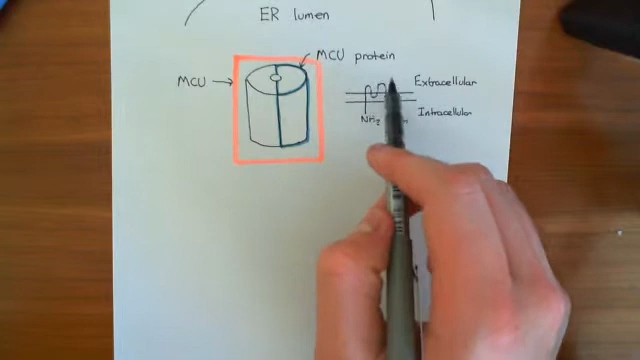 ER lumen
MCU protein
MCU
Extracellular
NH₂
Intracellular